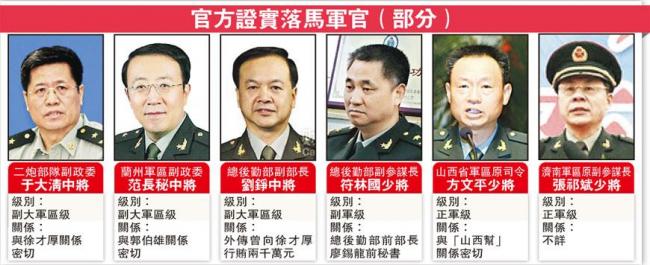 官方證實落馬軍官（部分）
二炮部隊副政委
于大清中將
級別：
副大軍區級
關係：
與徐才厚關係
密切
蘭州軍區副政委
范長秘中將
級別：
副大軍區級
關係：
與郭伯雄關係
密切
總後勤部副部長
劉錚中將
級別：
副大軍區級
關係：
外傳曾向徐才厚
行賄兩千萬元
總後勤部副參謀長
符林國少將
級別：
副軍級
關係：
總後勤部前部長
廖錫龍前秘書
山西省軍區原司令
方文平少將
級別：
正軍級
關係：
與「山西幫」
關係密切
濟南軍區原副參謀長
張祁斌少將
級別：
正軍級
關係：
不詳